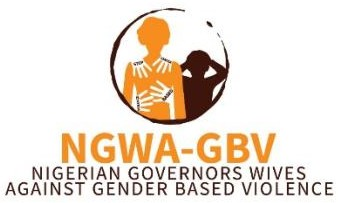 NGWA-GBV
NIGERIAN GOVERNORS WIVES
AGAINST GENDER BASED VIOLENCE